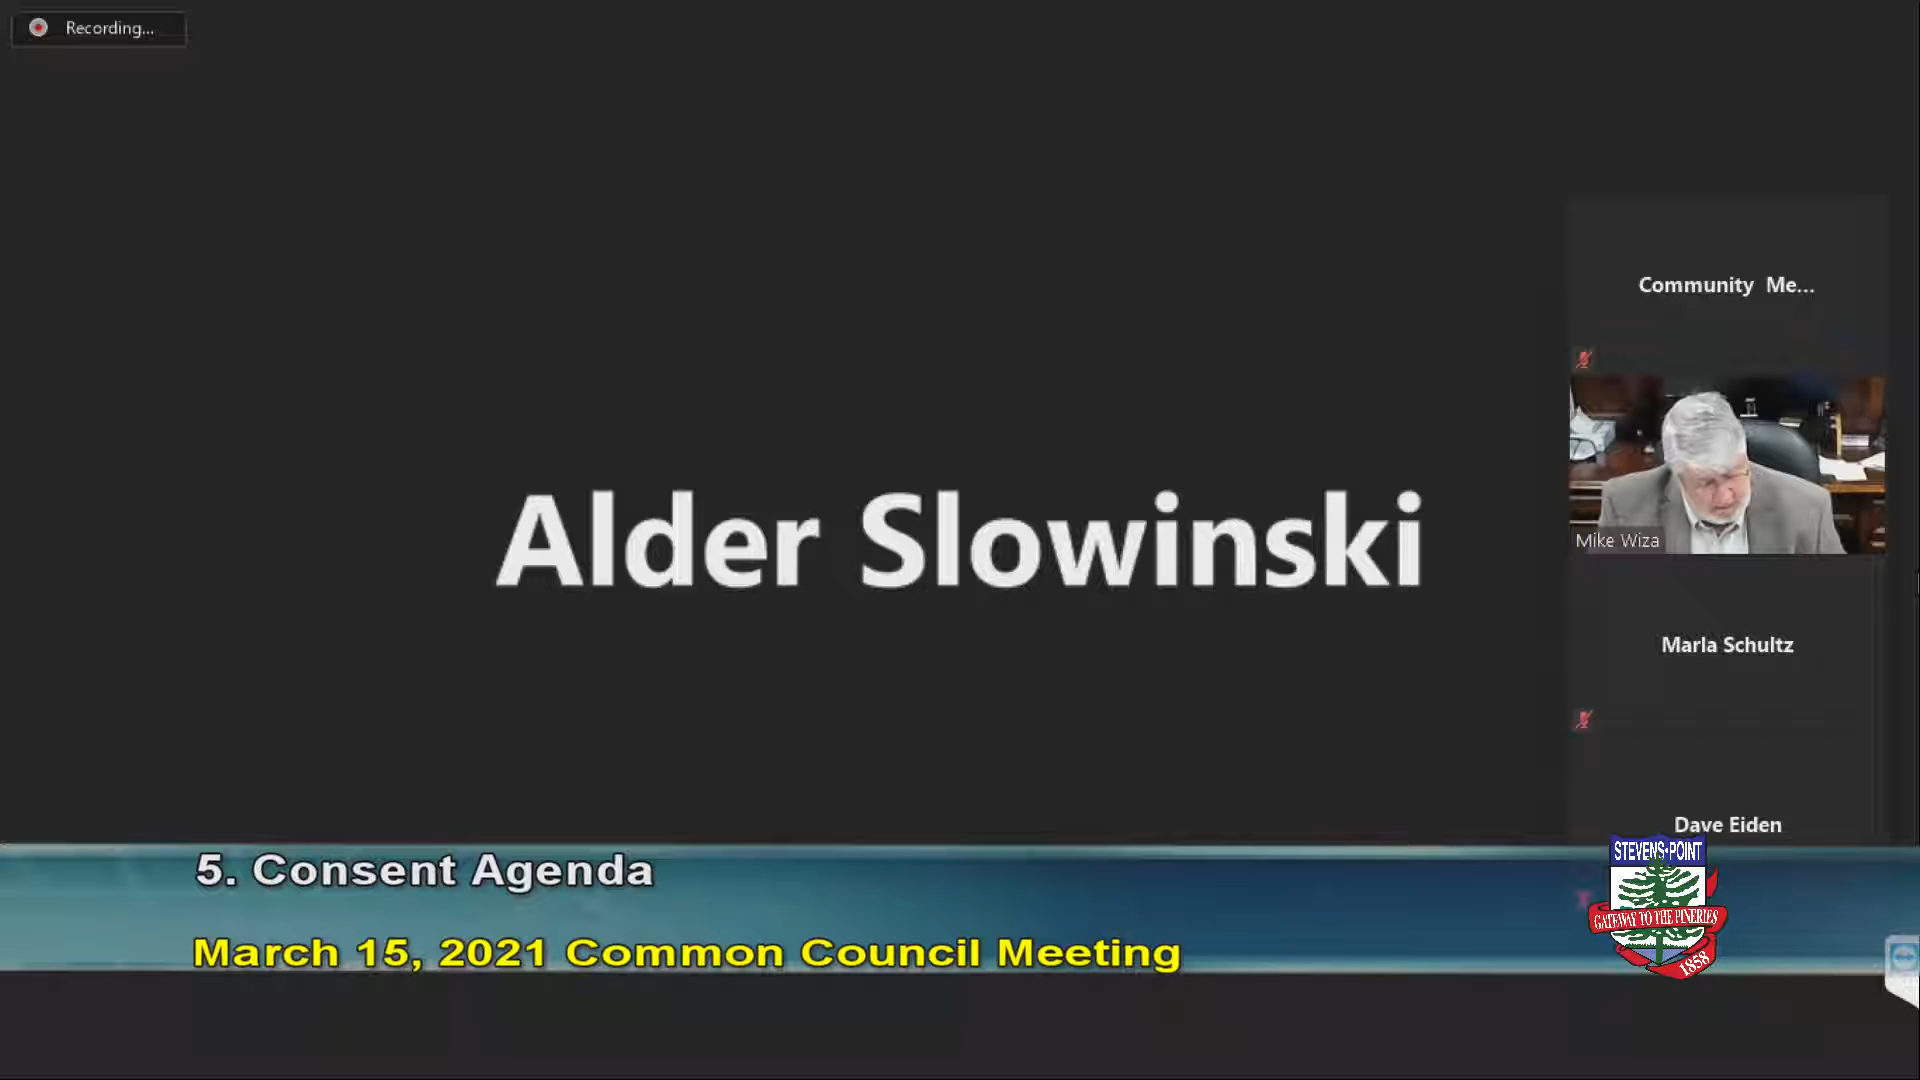 Recording...
Community Me...
Mike Wiza
Alder Slowinski
Marla Schultz
Dave Eiden
5. Consent Agenda
March 15, 2021 Common Council Meeting
STEVENS•POINT
GATEWAY TO THE PINERIES
1858